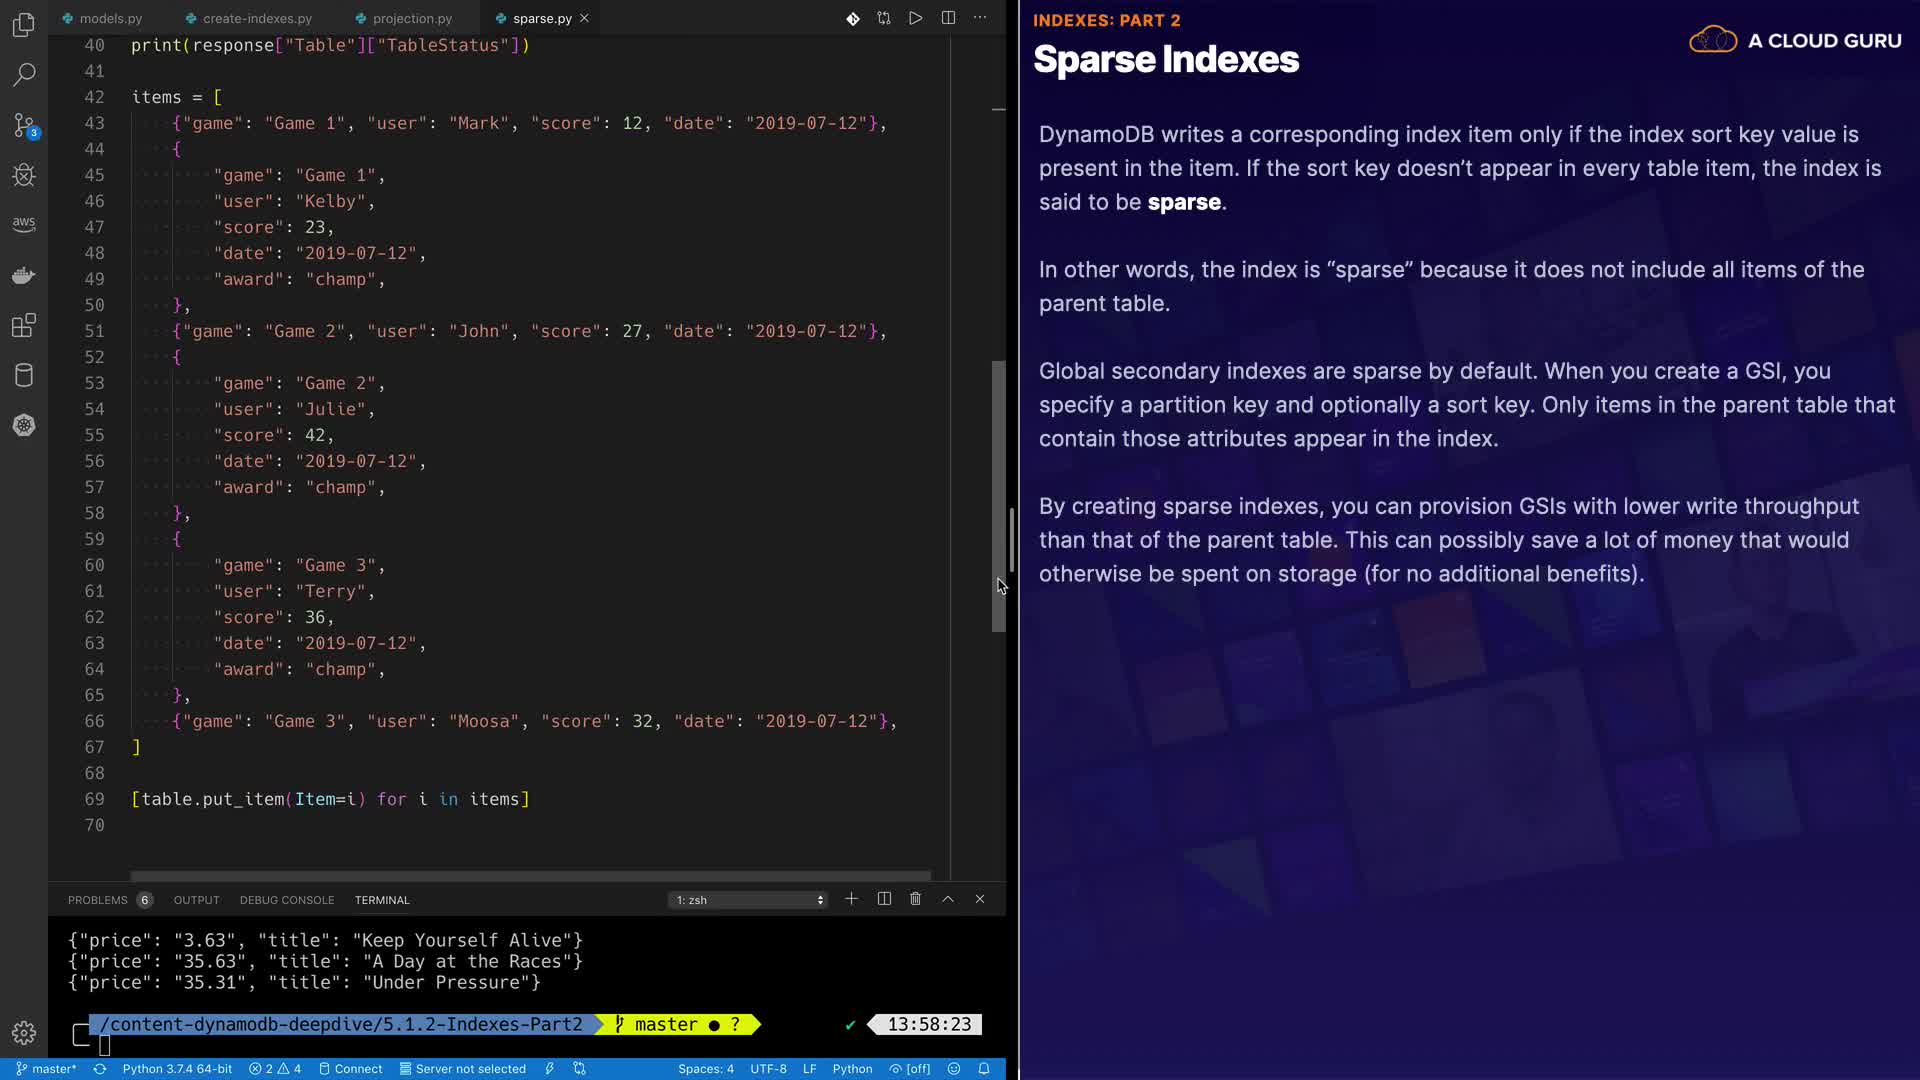 models.py
create-indexes.py
projection.py
sparse.py
40 print(response["Table"]["TableStatus"])
41
42 items = [
43 {"game": "Game 1", "user": "Mark", "score": 12, "date": "2019-07-12"},
44 {
45 "game": "Game 1",
46 "user": "Kelby",
47 "score": 23,
48 "date": "2019-07-12",
49 "award": "champ",
50 },
51 {"game": "Game 2", "user": "John", "score": 27, "date": "2019-07-12"},
52 {
53 "game": "Game 2",
54 "user": "Julie",
55 "score": 42,
56 "date": "2019-07-12",
57 "award": "champ",
58 },
59 {
60 "game": "Game 3",
61 "user": "Terry",
62 "score": 36,
63 "date": "2019-07-12",
64 "award": "champ",
65 },
66 {"game": "Game 3", "user": "Moosa", "score": 32, "date": "2019-07-12"},
67 ]
68
69 [table.put_item(Item=i) for i in items]
70
3
aws
PROBLEMS 6 OUTPUT DEBUG CONSOLE TERMINAL 1: zsh
{"price": "3.63", "title": "Keep Yourself Alive"}
{"price": "35.63", "title": "A Day at the Races"}
{"price": "35.31", "title": "Under Pressure"}
/content-dynamodb-deepdive/5.1.2-Indexes-Part2 master ● ? ✔ 13:58:23
master* Python 3.7.4 64-bit 2 4 Connect Server not selected Spaces: 4 UTF-8 LF Python [off]
INDEXES: PART 2
Sparse Indexes
A CLOUD GURU
DynamoDB writes a corresponding index item only if the index sort key value is
present in the item. If the sort key doesn’t appear in every table item, the index is
said to be sparse.
In other words, the index is “sparse” because it does not include all items of the
parent table.
Global secondary indexes are sparse by default. When you create a GSI, you
specify a partition key and optionally a sort key. Only items in the parent table that
contain those attributes appear in the index.
By creating sparse indexes, you can provision GSIs with lower write throughput
than that of the parent table. This can possibly save a lot of money that would
otherwise be spent on storage (for no additional benefits).